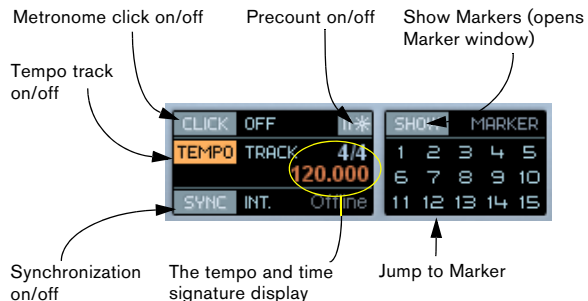 Metronome click on/off
Precount on/off
Show Markers (opens
Marker window)
Tempo track
on/off
CLICK OFF
SHOW MARKER
TEMPO TRACK 4/4
120.000
SYNC INT. Offline
1 2 3 4 5
6 7 8 9 10
11 12 13 14 15
Synchronization
on/off
The tempo and time
signature display
Jump to Marker